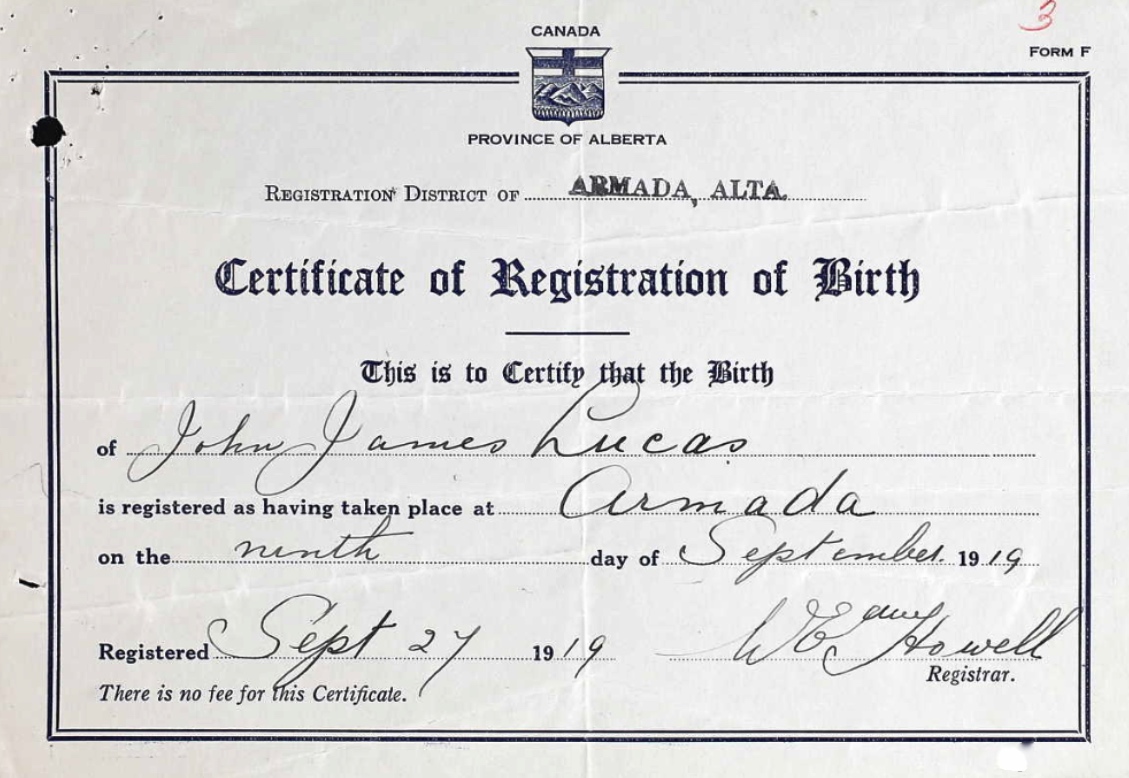 3
CANADA
FORM F
PROVINCE OF ALBERTA
REGISTRATION DISTRICT OF ARMADA, ALTA.
Certificate of Registration of Birth
This is to Certify that the Birth
of John James Lucas
is registered as having taken place at Armada
on the ninth day of September. 1919
Registered Sept 27 1919 Howell
Registrar.
There is no fee for this Certificate.